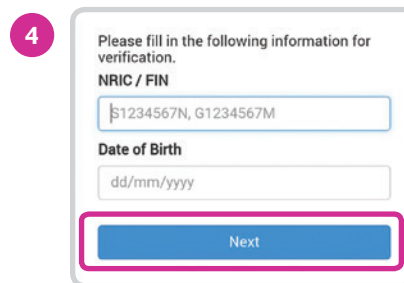 4
Please fill in the following information for
verification.
NRIC / FIN
S1234567N, G1234567M
Date of Birth
dd/mm/yyyy
Next